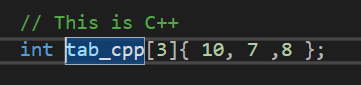 // This is C++
int tab_cpp[3]{ 10, 7 ,8 };